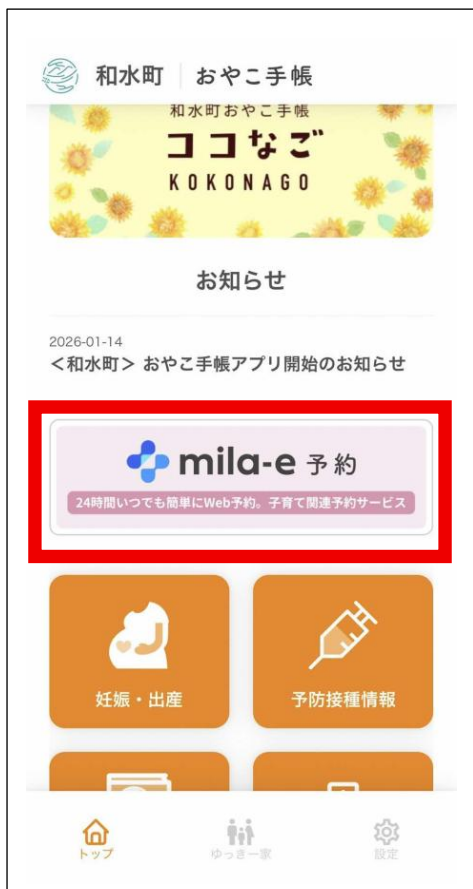 和水町 おやこ手帳
和水町おやこ手帳
ココなご
KOKONAGO
お知らせ
2026-01-14
＜和水町＞ おやこ手帳アプリ開始のお知らせ
mila-e 予約
24時間いつでも簡単にWeb予約。子育て関連予約サービス
妊娠・出産
予防接種情報
トップ
ゆっきー家
設定